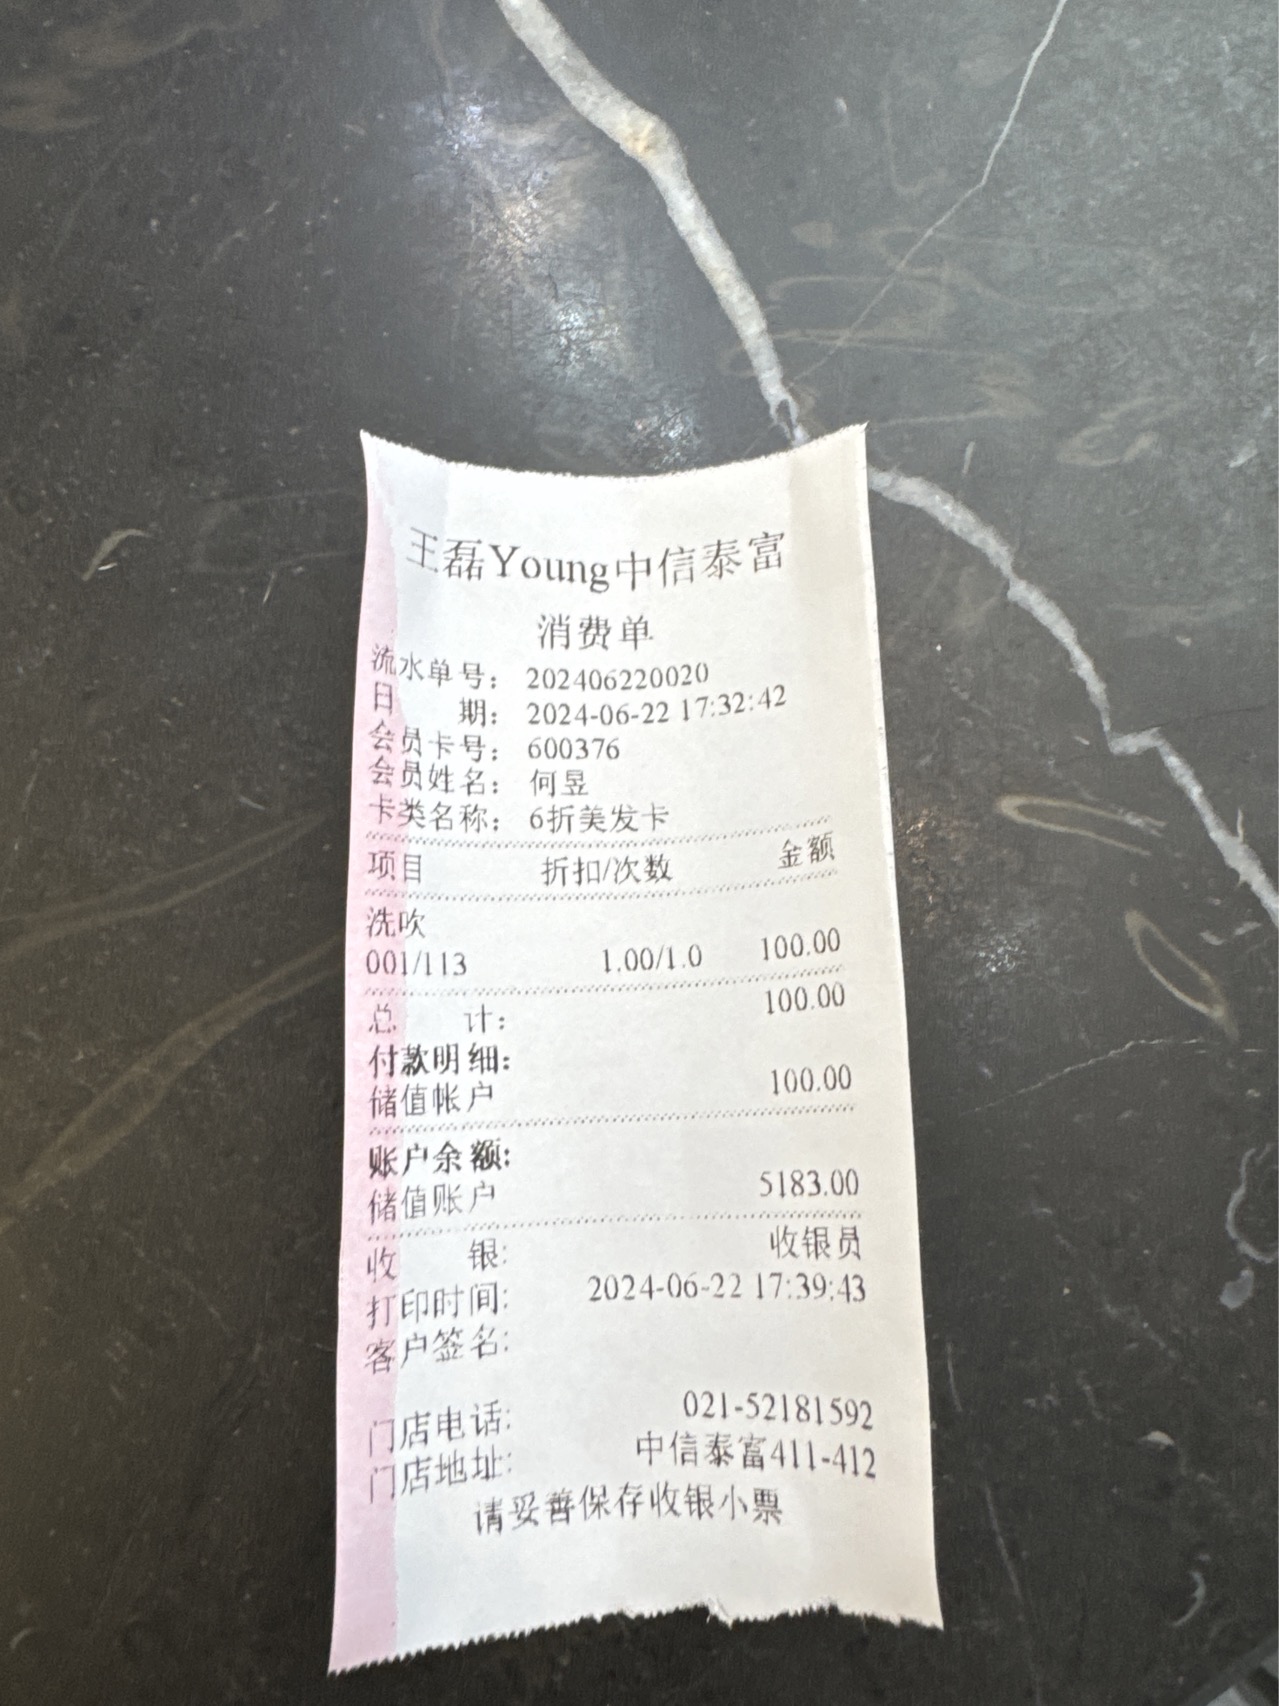 王磊Young中信泰富
消费单
流水单号： 202406220020
日 期： 2024-06-22 17:32:42
会员卡号： 600376
会员姓名： 何昱
卡类名称： 6折美发卡
项目 折扣/次数 金额
洗吹
001/113 1.00/1.0 100.00
总 计： 100.00
付款明细:
储值帐户 100.00
账户余额:
储值账户 5183.00
收 银: 收银员
打印时间: 2024-06-22 17:39:43
客户签名:
门店电话: 021-52181592
门店地址: 中信泰富411-412
请妥善保存收银小票